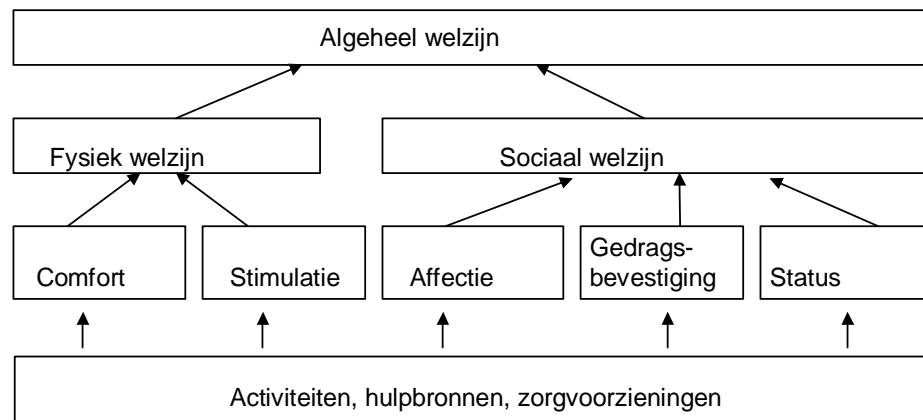 Algeheel welzijn
Fysiek welzijn
Sociaal welzijn
Comfort
Stimulatie
Affectie
Gedrags-
bevestiging
Status
Activiteiten, hulpbronnen, zorgvoorzieningen